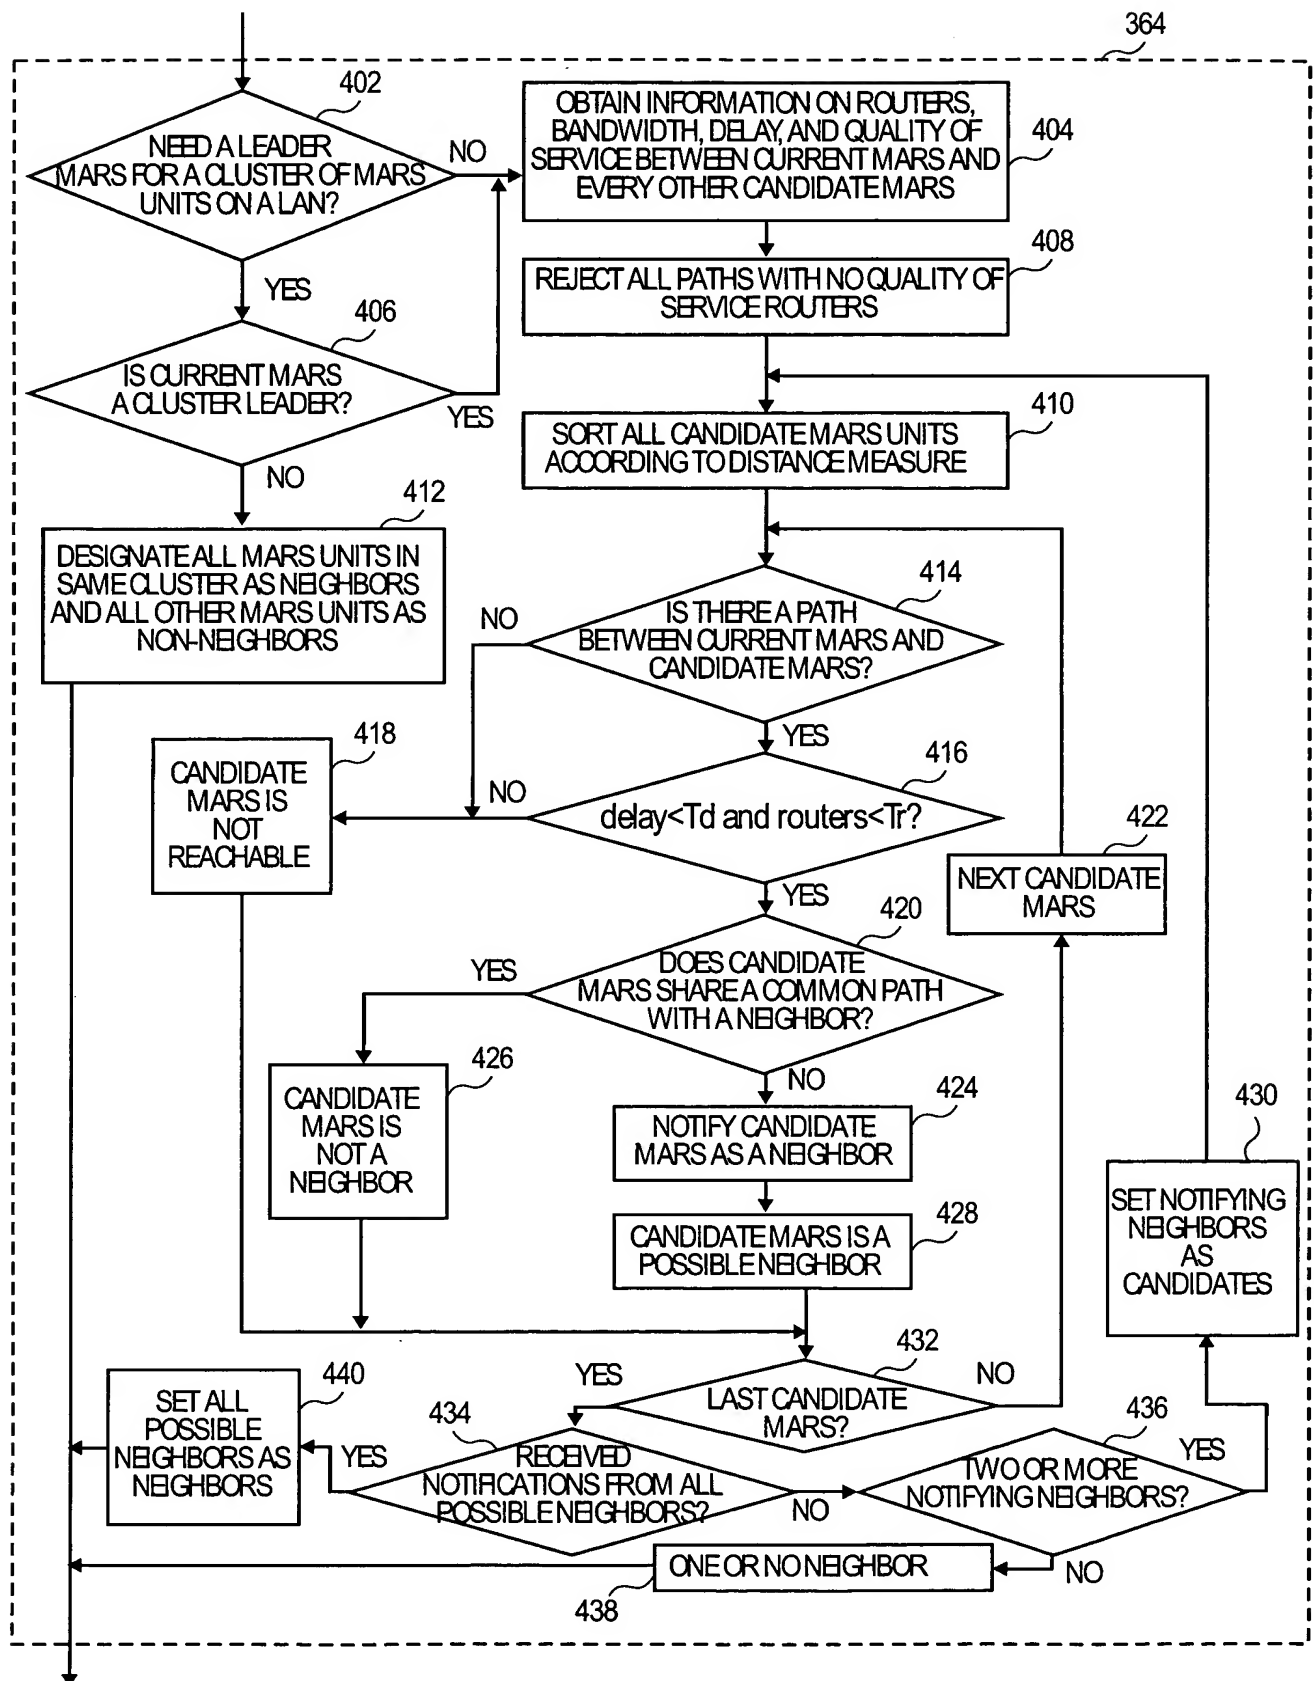 364
402
NEED A LEADER
MARS FOR A CLUSTER OF MARS
UNITS ON A LAN?
NO
YES
OBTAIN INFORMATION ON ROUTERS,
BANDWIDTH, DELAY, AND QUALITY OF
SERVICE BETWEEN CURRENT MARS AND
EVERY OTHER CANDIDATE MARS
404
406
IS CURRENT MARS
A CLUSTER LEADER?
YES
NO
REJECT ALL PATHS WITH NO QUALITY OF
SERVICE ROUTERS
408
SORT ALL CANDIDATE MARS UNITS
ACCORDING TO DISTANCE MEASURE
410
412
DESIGNATE ALL MARS UNITS IN
SAME CLUSTER AS NEIGHBORS
AND ALL OTHER MARS UNITS AS
NON-NEIGHBORS
414
IS THERE A PATH
BETWEEN CURRENT MARS AND
CANDIDATE MARS?
NO
YES
416
delay<Td and routers<Tr?
NO
YES
418
CANDIDATE
MARS IS
NOT
REACHABLE
422
NEXT CANDIDATE
MARS
420
DOES CANDIDATE
MARS SHARE A COMMON PATH
WITH A NEIGHBOR?
YES
NO
426
CANDIDATE
MARS IS
NOT A
NEIGHBOR
424
NOTIFY CANDIDATE
MARS AS A NEIGHBOR
428
CANDIDATE MARS IS A
POSSIBLE NEIGHBOR
430
SET NOTIFYING
NEIGHBORS
AS
CANDIDATES
432
LAST CANDIDATE
MARS?
YES
NO
440
SET ALL
POSSIBLE
NEIGHBORS AS
NEIGHBORS
434
RECEIVED
NOTIFICATIONS FROM ALL
POSSIBLE NEIGHBORS?
YES
NO
436
TWO OR MORE
NOTIFYING NEIGHBORS?
YES
NO
ONE OR NO NEIGHBOR
438